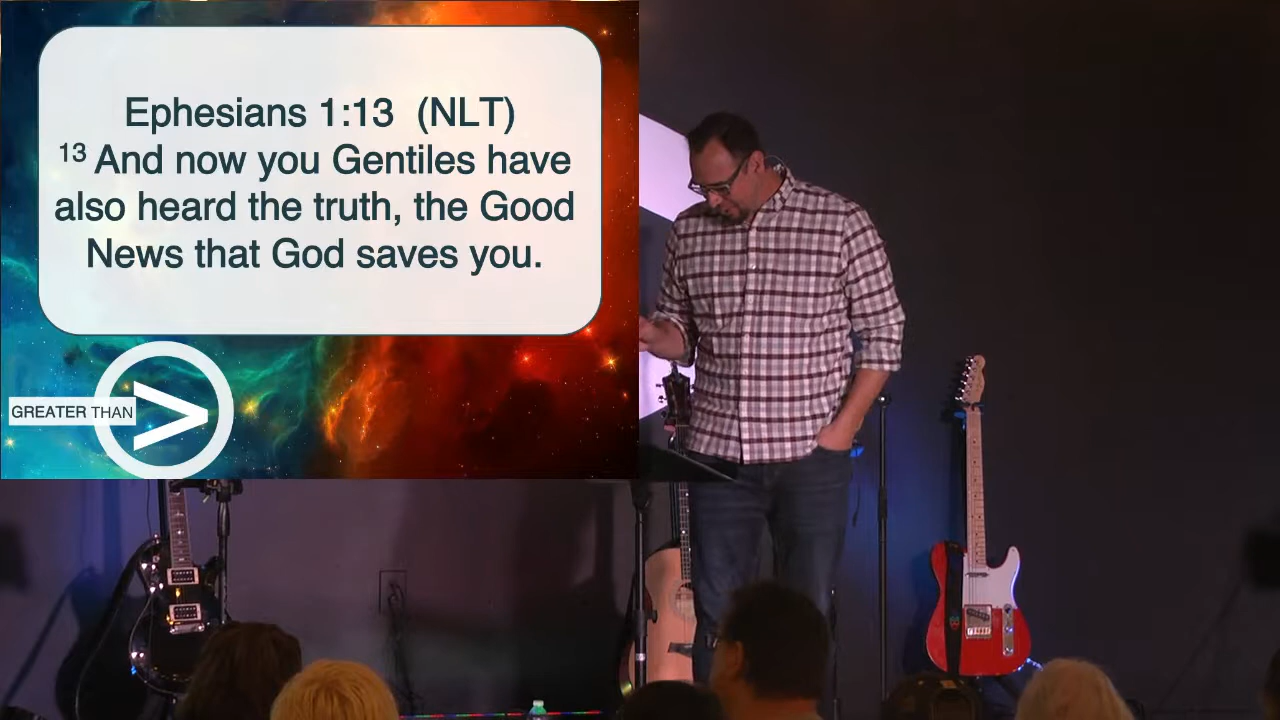 Ephesians 1:13 (NLT)
13 And now you Gentiles have
also heard the truth, the Good
News that God saves you.
GREATER THAN
>